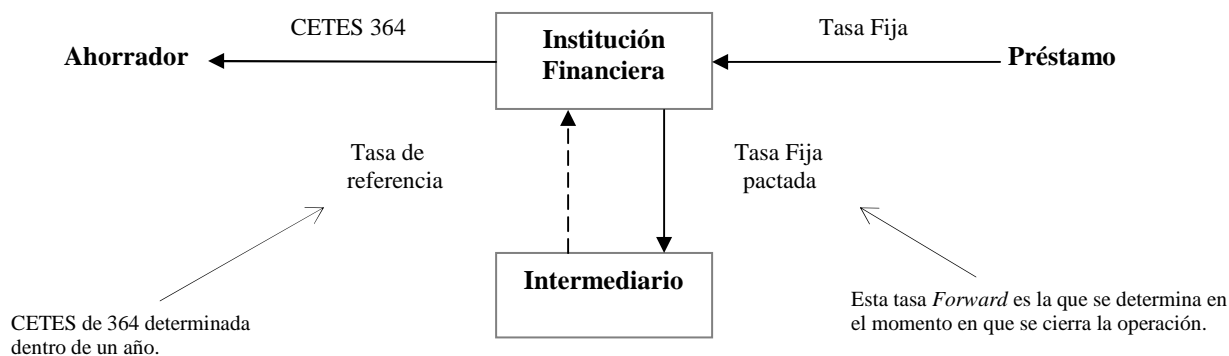 CETES 364
Institución
Financiera
Tasa Fija
Ahorrador
Préstamo
Tasa de
referencia
Tasa Fija
pactada
Intermediario
CETES de 364 determinada
dentro de un año.
Esta tasa Forward es la que se determina en
el momento en que se cierra la operación.